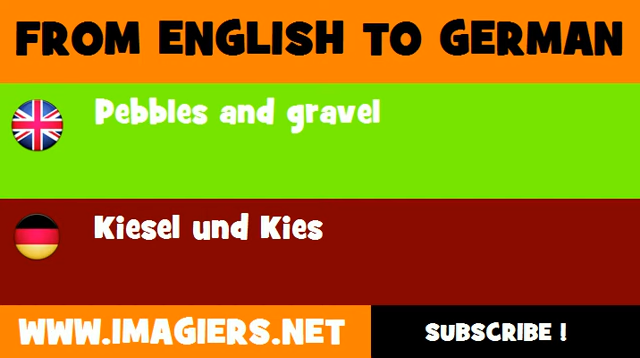 FROM ENGLISH TO GERMAN
Pebbles and gravel
Kiesel und Kies
WWW.IMAGIERS.NET
SUBSCRIBE !